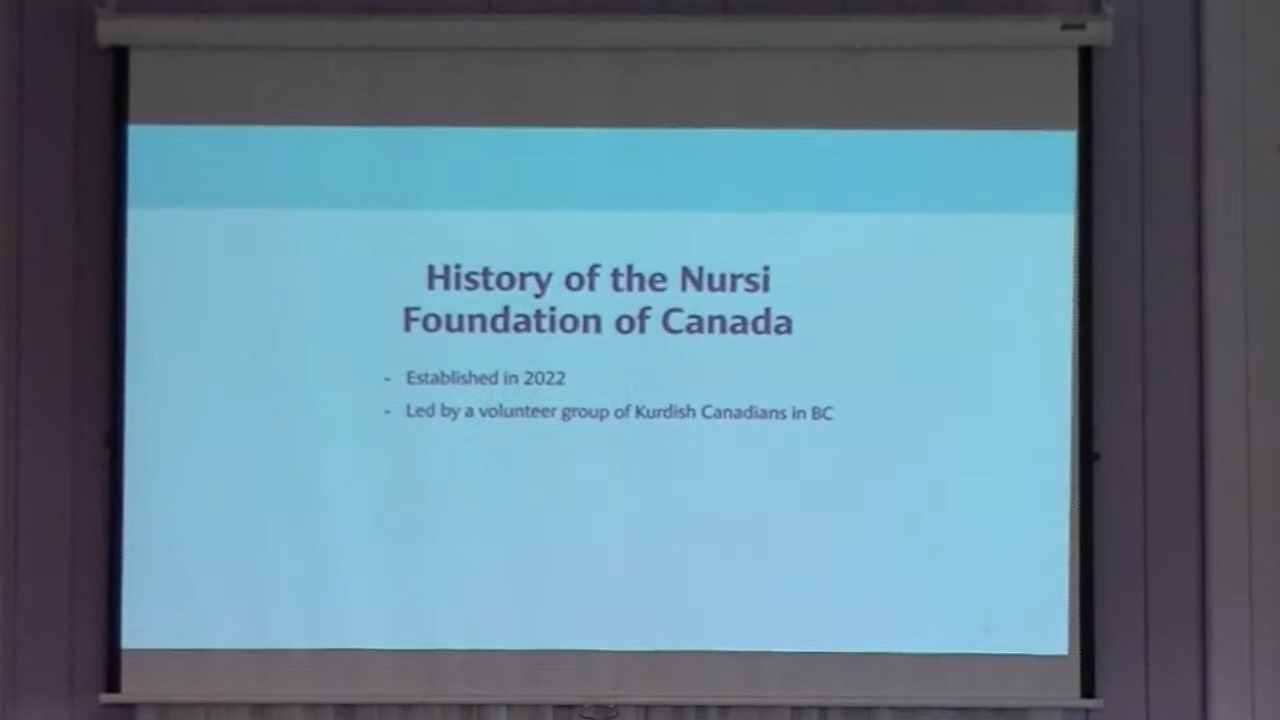 History of the Nursi
Foundation of Canada
- Established in 2022
- Led by a volunteer group of Kurdish Canadians in BC